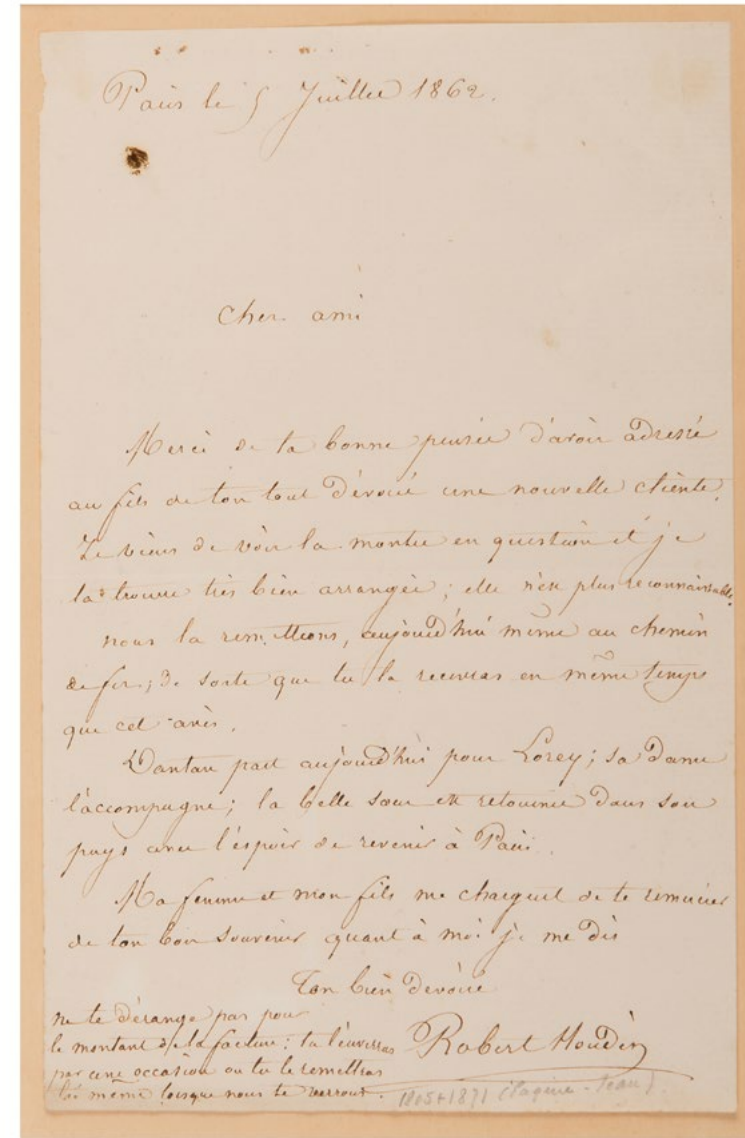 Paris le 5 Juillet 1862.
Cher ami
Merci de ta bonne pensée d'avoir adressé
au fils de ton tout dévoué une nouvelle cliente.
Je viens de voir la montre en question et je
la trouve très bien arrangée; elle n'est plus reconnaissable.
nous la remettons, aujourd'hui même au chemin
de fer; de sorte que tu la recevras en même temps
que cet avis.
Dantan part aujourd'hui pour Lorey; sa Dame
l'accompagne; la belle sœur est retournée dans son
pays avec l'espoir de revenir à Paris.
Ma femme et mon fils me chargent de te remercier
de ton bon souvenir quant à moi je me dis
Ton bien dévoué
Robert Houdin
ne te dérange pas pour
le montant de la facture: tu l'enverras
par une occasion ou tu le remettras
toi même lorsque nous te verrons.
1805+1871 (Eugène-Jean)